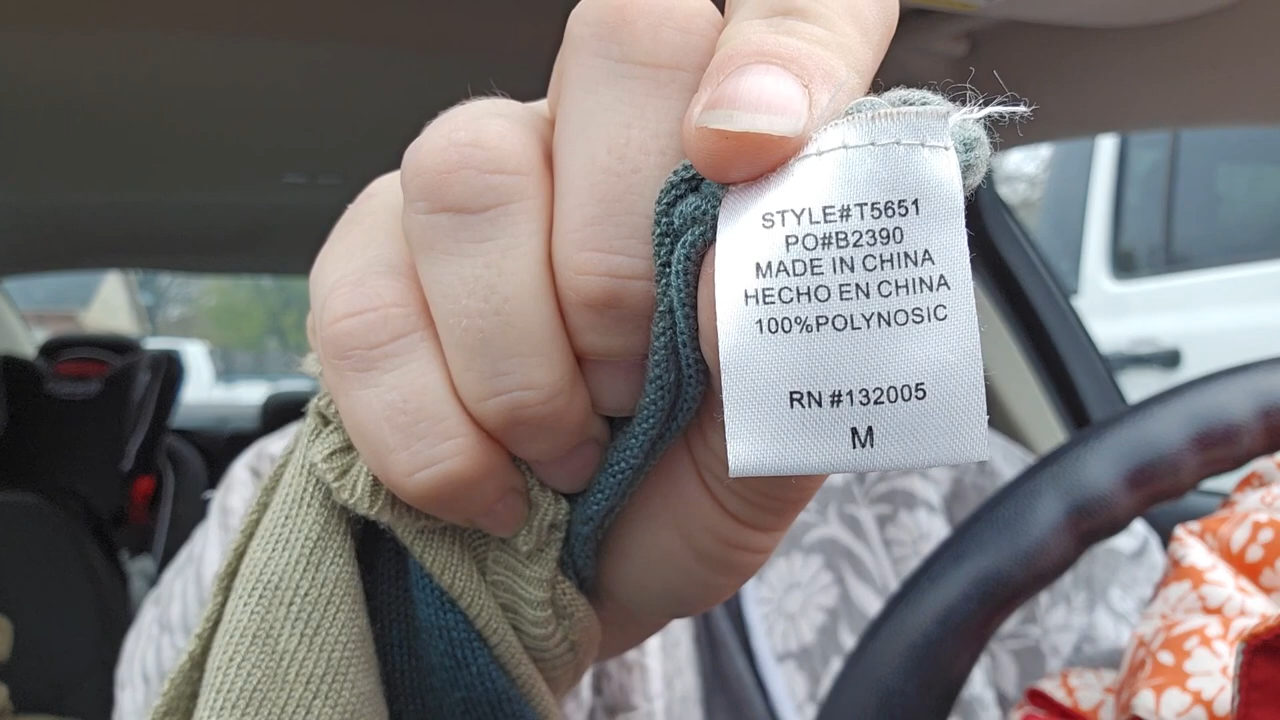 STYLE#T5651
PO#B2390
MADE IN CHINA
HECHO EN CHINA
100%POLYNOSIC
RN #132005
M